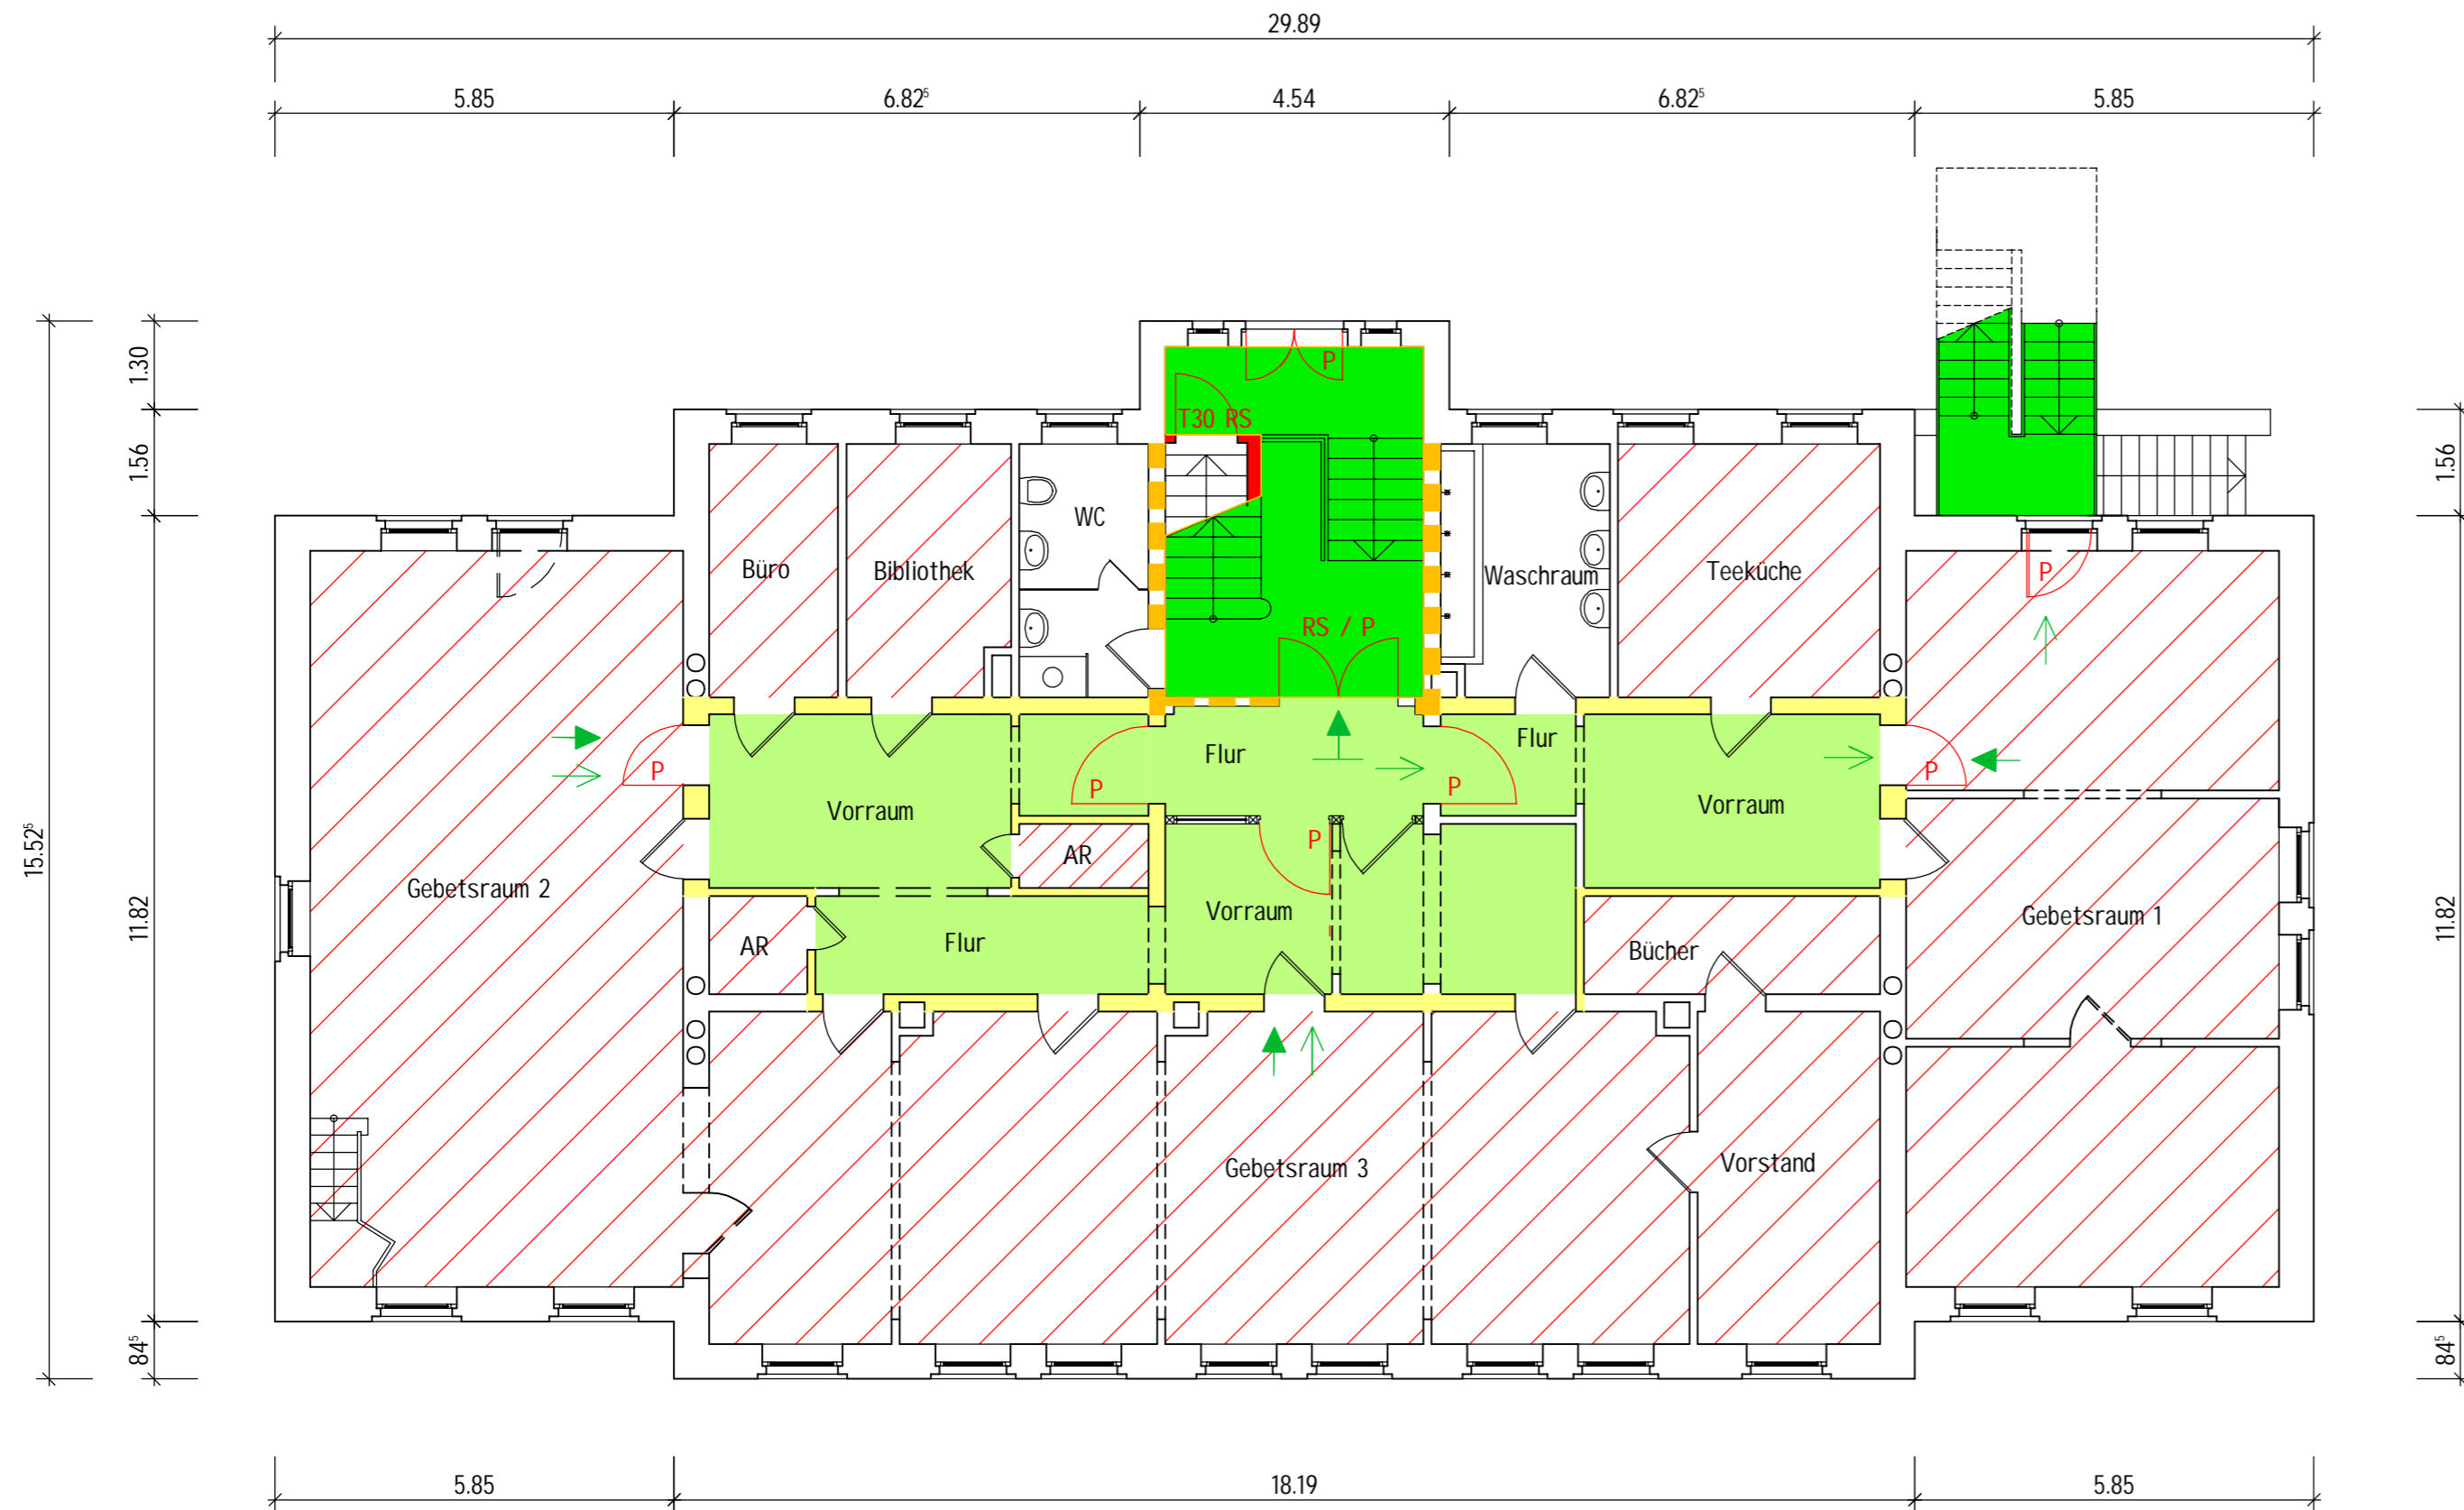 29.89
5.85
6.82⁵
4.54
6.82⁵
5.85
15.52⁵
1.30
1.56
11.82
84⁵
1.56
11.82
84⁵
P
T30 RS
WC
Büro
Bibliothek
Waschraum
Teeküche
P
RS / P
Flur
Flur
P
P
P
P
Vorraum
Vorraum
P
AR
Gebetsraum 2
Vorraum
Gebetsraum 1
AR
Flur
Bücher
Gebetsraum 3
Vorstand
5.85
18.19
5.85